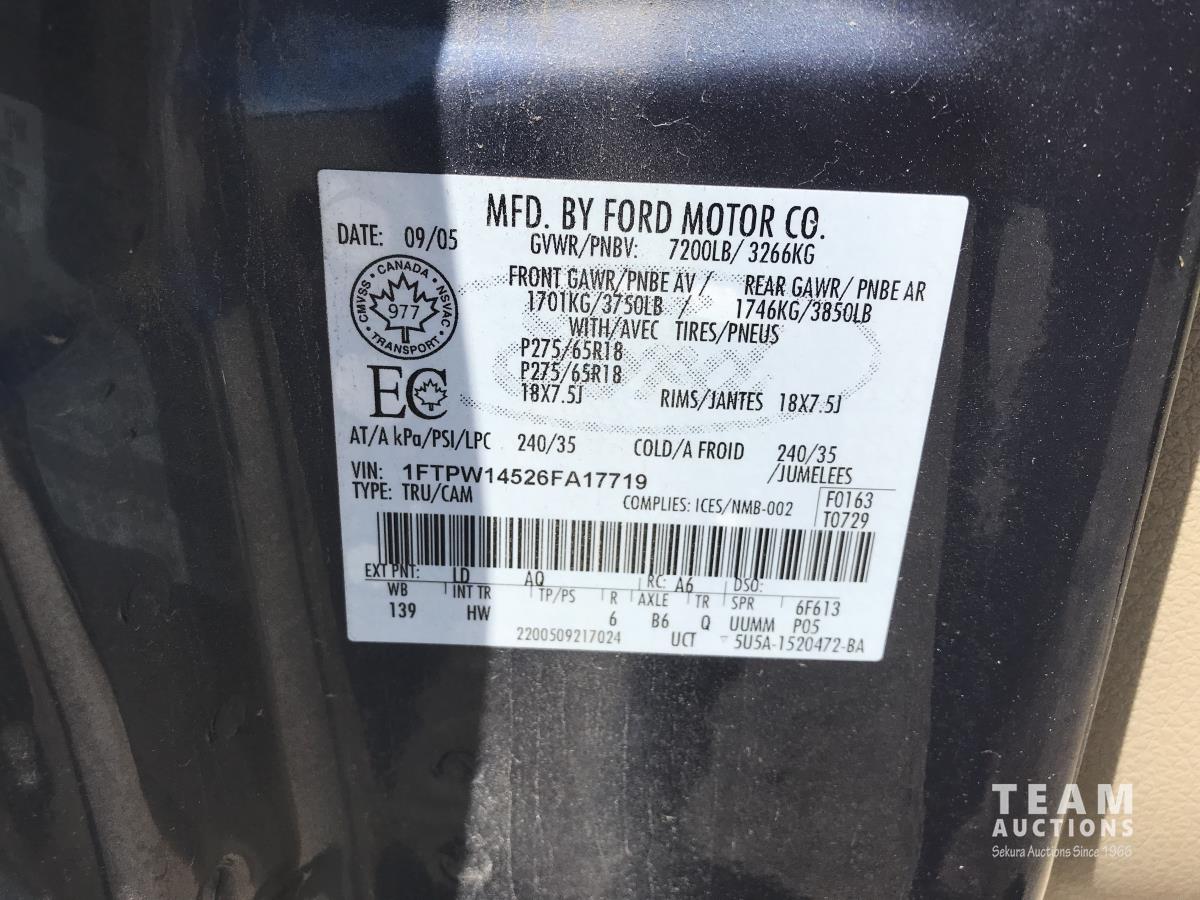 MFD. BY FORD MOTOR CO.
DATE: 09/05
GVWR/PNBV: 7200LB/ 3266KG
CANADA
CMVSS
NSVAC
977
TRANSPORT
FRONT GAWR/PNBE AV / REAR GAWR/ PNBE AR
1701KG/3750LB / 1746KG/3850LB
WITH/AVEC TIRES/PNEUS
P275/65R18
P275/65R18
18X7.5J RIMS/JANTES 18X7.5J
EC
AT/A kPa/PSI/LPC 240/35 COLD/A FROID 240/35
/JUMELEES
VIN: 1FTPW14526FA17719
TYPE: TRU/CAM COMPLIES: ICES/NMB-002
F0163
T0729
EXT PNT: LD AQ RC: A6 DSO:
WB INT TR TP/PS R AXLE TR SPR 6F613
139 HW 6 B6 Q UUMM P05
2200509217024 UCT 5U5A-1520472-BA
TEAM
AUCTIONS
Sekura Auctions Since 1966